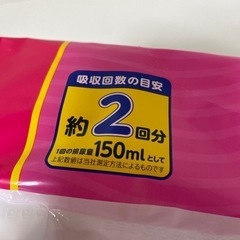 吸収回数の目安
約2回分
1回の排尿量150mlとして
上記数値は当社測定方法によるものです